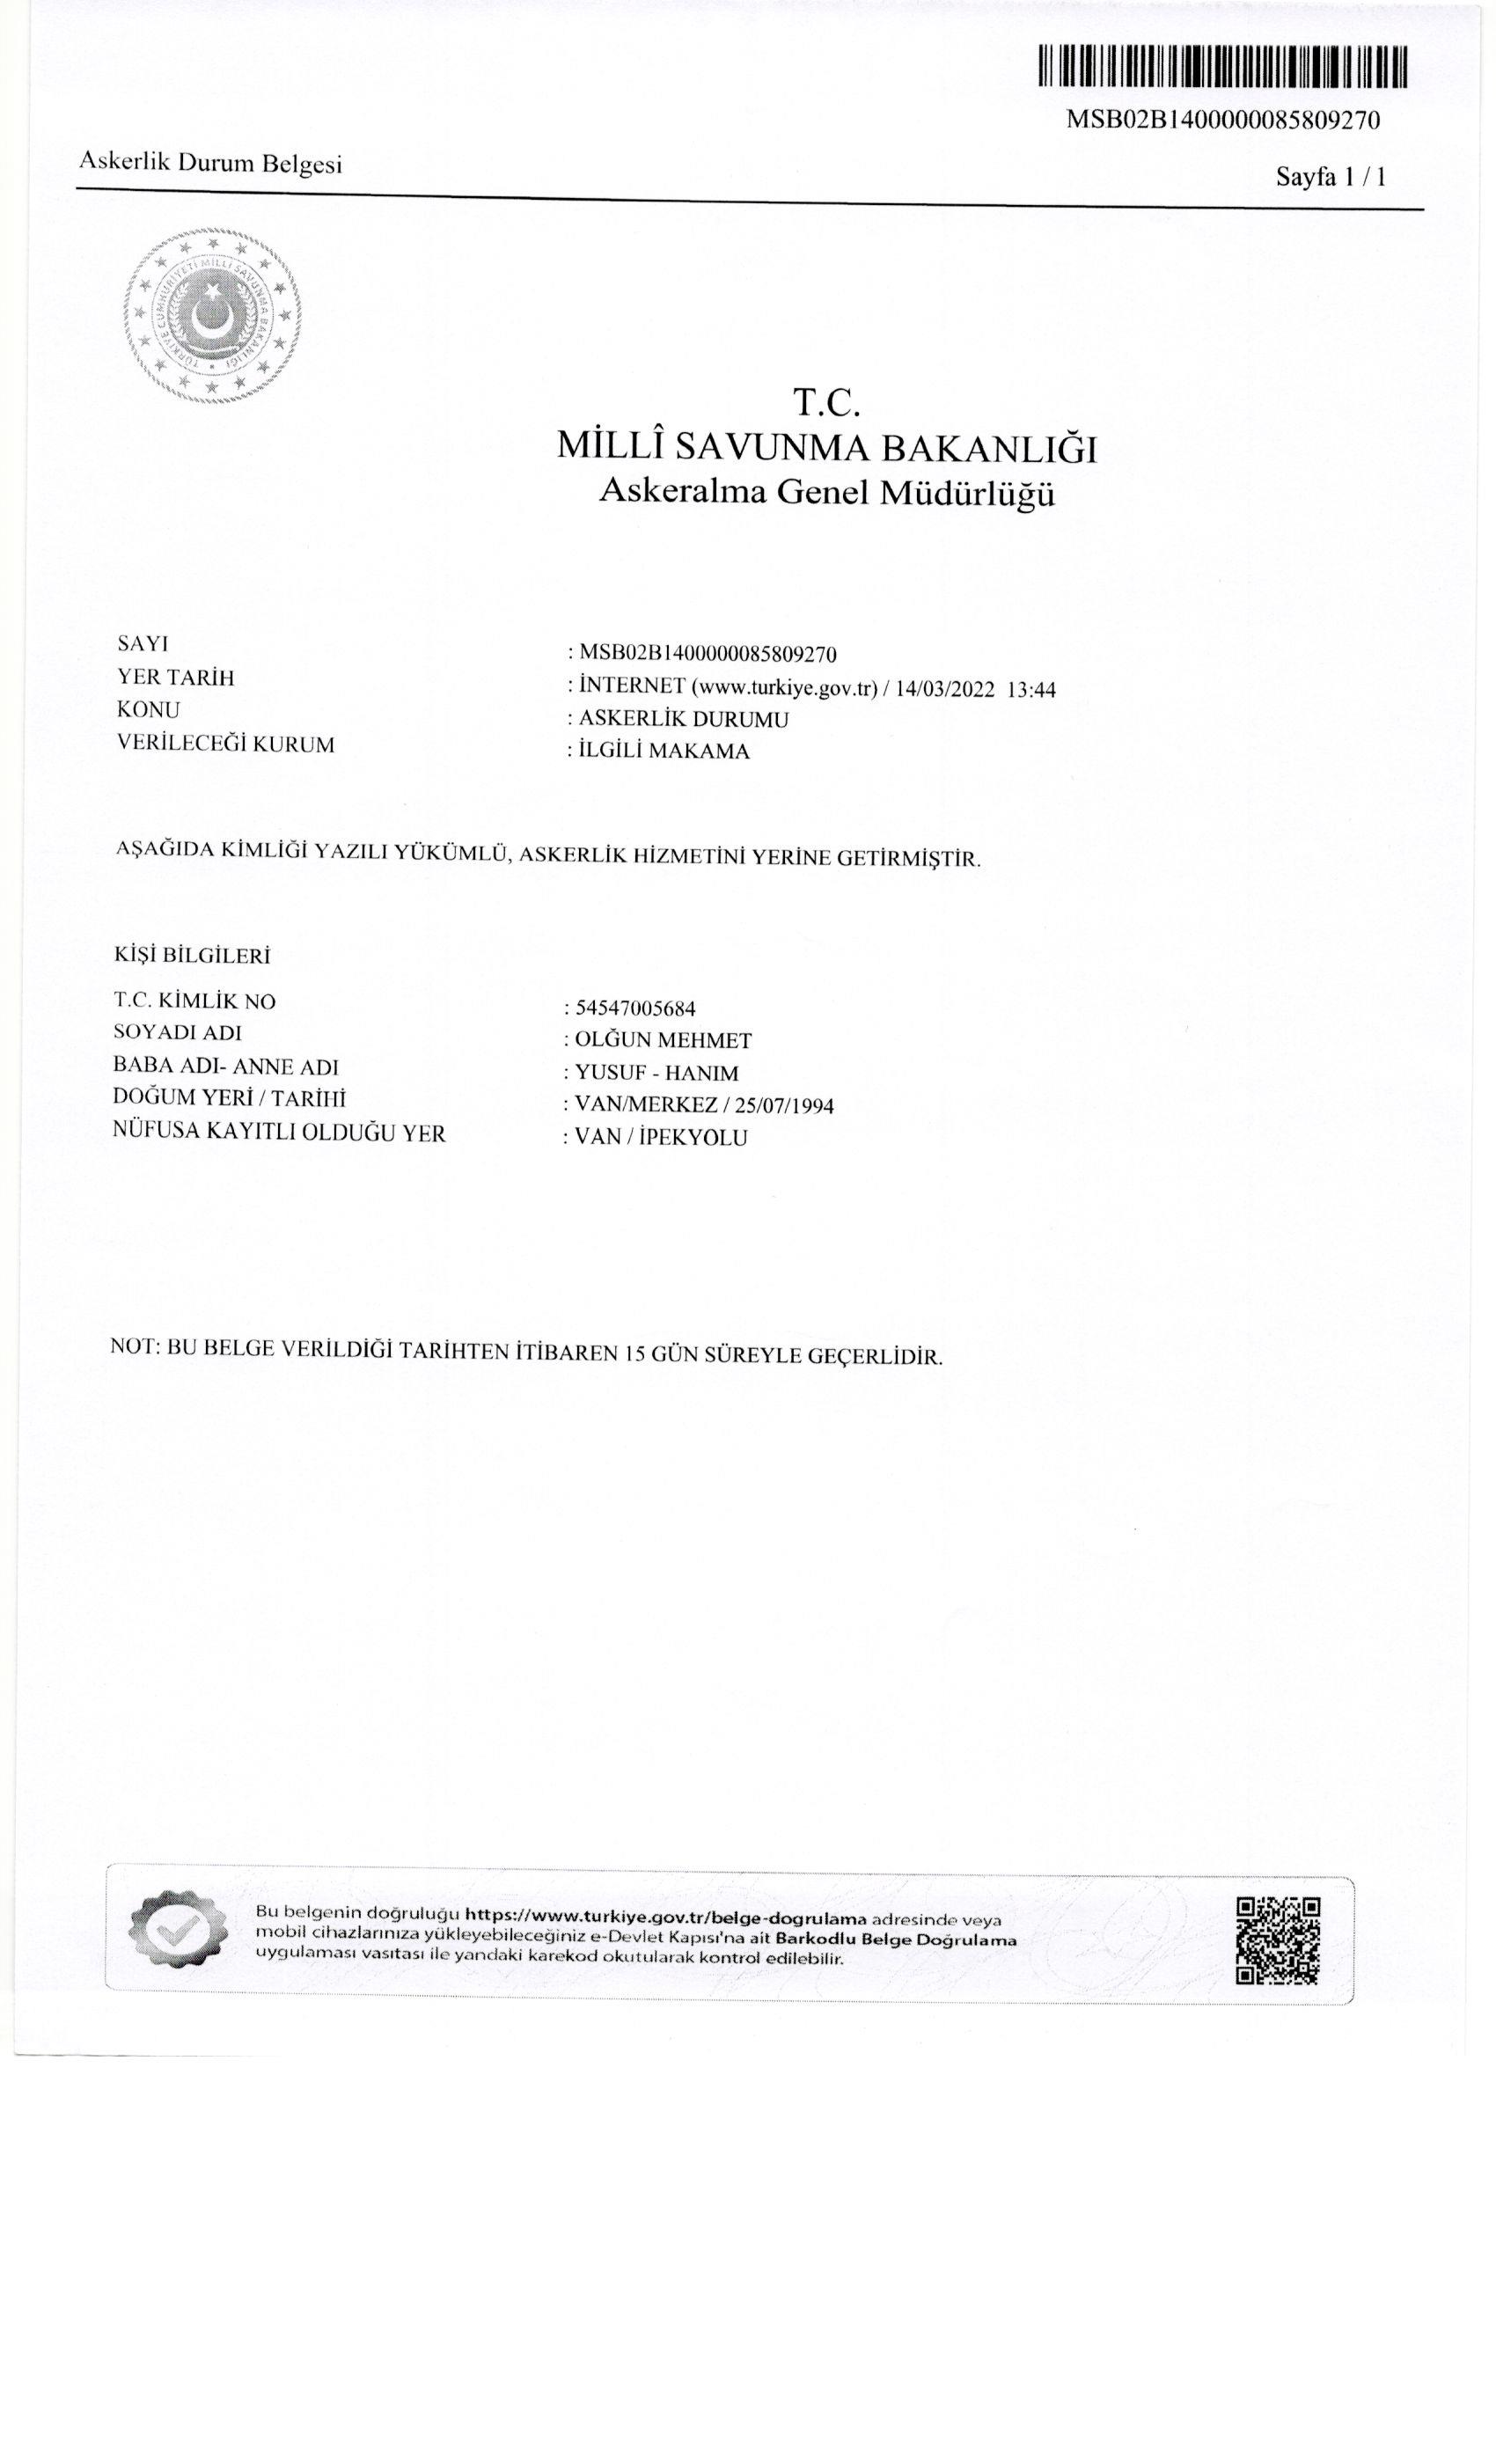 MSB02B1400000085809270
Askerlik Durum Belgesi
Sayfa 1 / 1
TÜRKİYE CUMHURİYETİ MİLLİ SAVUNMA BAKANLIĞI
T.C.
MİLLÎ SAVUNMA BAKANLIĞI
Askeralma Genel Müdürlüğü
SAYI : MSB02B1400000085809270
YER TARİH : İNTERNET (www.turkiye.gov.tr) / 14/03/2022 13:44
KONU : ASKERLİK DURUMU
VERİLECEĞİ KURUM : İLGİLİ MAKAMA
AŞAĞIDA KİMLİĞİ YAZILI YÜKÜMLÜ, ASKERLİK HİZMETİNİ YERİNE GETİRMİŞTİR.
KİŞİ BİLGİLERİ
T.C. KİMLİK NO : 54547005684
SOYADI ADI : OLĞUN MEHMET
BABA ADI- ANNE ADI : YUSUF - HANIM
DOĞUM YERİ / TARİHİ : VAN/MERKEZ / 25/07/1994
NÜFUSA KAYITLI OLDUĞU YER : VAN / İPEKYOLU
NOT: BU BELGE VERİLDİĞİ TARİHTEN İTİBAREN 15 GÜN SÜREYLE GEÇERLİDİR.
Bu belgenin doğruluğu https://www.turkiye.gov.tr/belge-dogrulama adresinde veya
mobil cihazlarınıza yükleyebileceğiniz e-Devlet Kapısı'na ait Barkodlu Belge Doğrulama
uygulaması vasıtası ile yandaki karekod okutularak kontrol edilebilir.